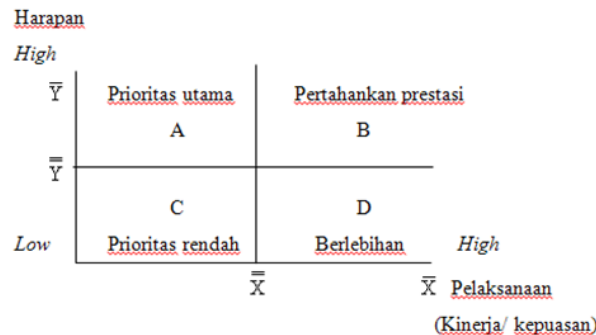 Harapan
High
Y̅ Prioritas utama Pertahankan prestasi
A B
Y̿
C D
Low Prioritas rendah Berlebihan High
X̿ X̅ Pelaksanaan
(Kinerja/ kepuasan)